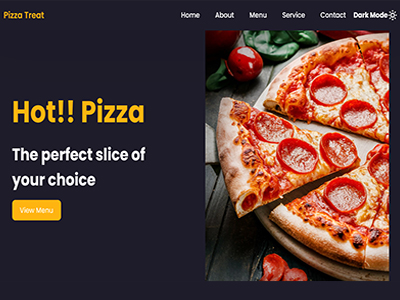 Pizza Treat
Home About Menu Service Contact Dark Mode
Hot!! Pizza
The perfect slice of
your choice
View Menu